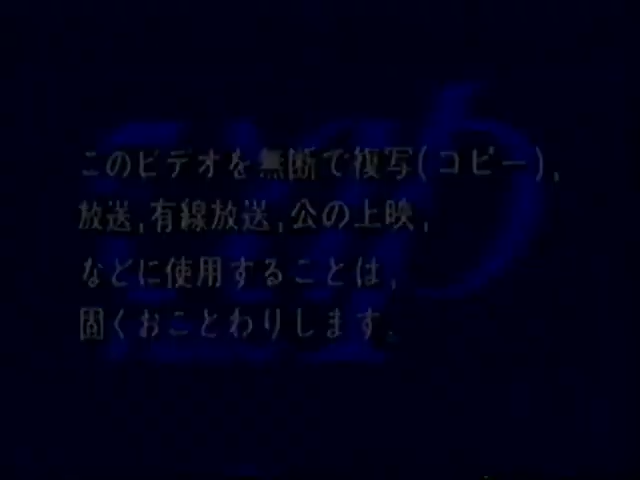 このビデオを無断で複写(コピー),
放送,有線放送,公の上映,
などに使用することは,
固くおことわりします.